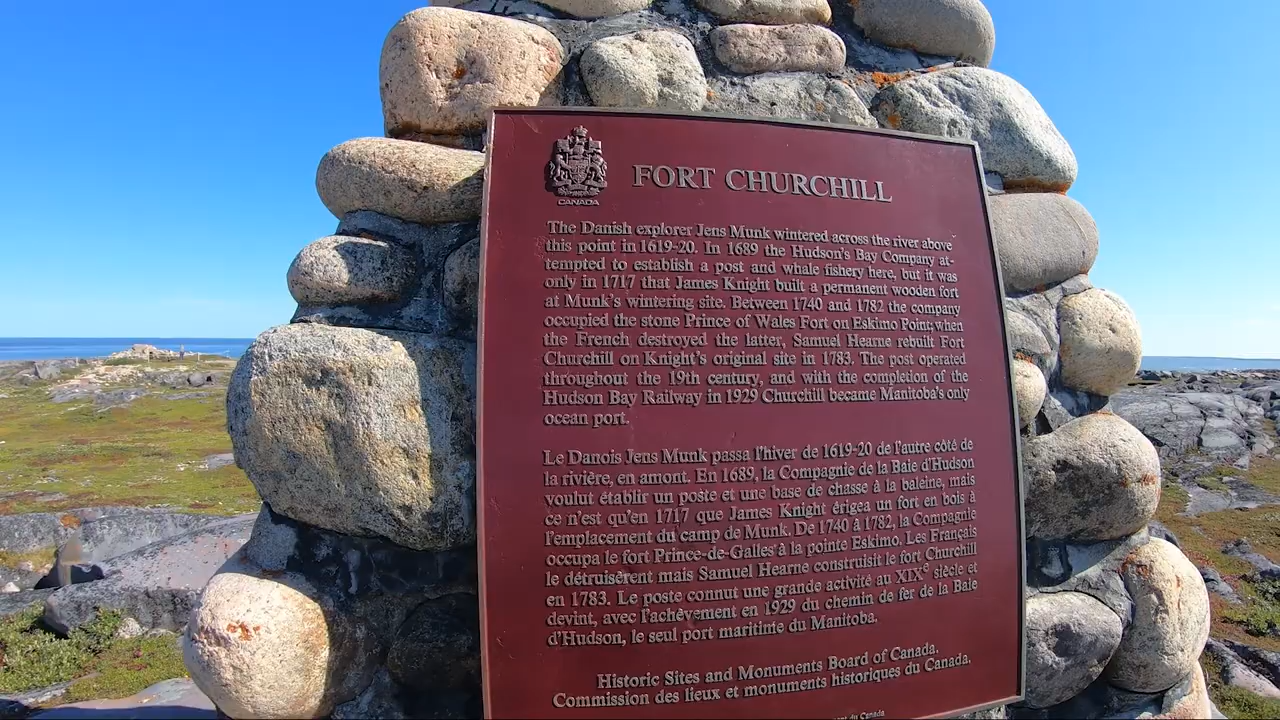 CANADA
FORT CHURCHILL
The Danish explorer Jens Munk wintered across the river above
this point in 1619-20. In 1689 the Hudson's Bay Company at-
tempted to establish a post and whale fishery here, but it was
only in 1717 that James Knight built a permanent wooden fort
at Munk's wintering site. Between 1740 and 1782 the company
occupied the stone Prince of Wales Fort on Eskimo Point; when
the French destroyed the latter, Samuel Hearne rebuilt Fort
Churchill on Knight's original site in 1783. The post operated
throughout the 19th century, and with the completion of the
Hudson Bay Railway in 1929 Churchill became Manitoba's only
ocean port.
Le Danois Jens Munk passa l'hiver de 1619-20 de l'autre côté de
la rivière, en amont. En 1689, la Compagnie de la Baie d'Hudson
voulut établir un poste et une base de chasse à la baleine, mais
ce n'est qu'en 1717 que James Knight érigea un fort en bois à
l'emplacement du camp de Munk. De 1740 à 1782, la Compagnie
occupa le fort Prince-de-Galles à la pointe Eskimo. Les Français
le détruisèrent mais Samuel Hearne construisit le fort Churchill
en 1783. Le poste connut une grande activité au XIXe siècle et
devint, avec l'achèvement en 1929 du chemin de fer de la Baie
d'Hudson, le seul port maritime du Manitoba.
Historic Sites and Monuments Board of Canada.
Commission des lieux et monuments historiques du Canada.
du Canada